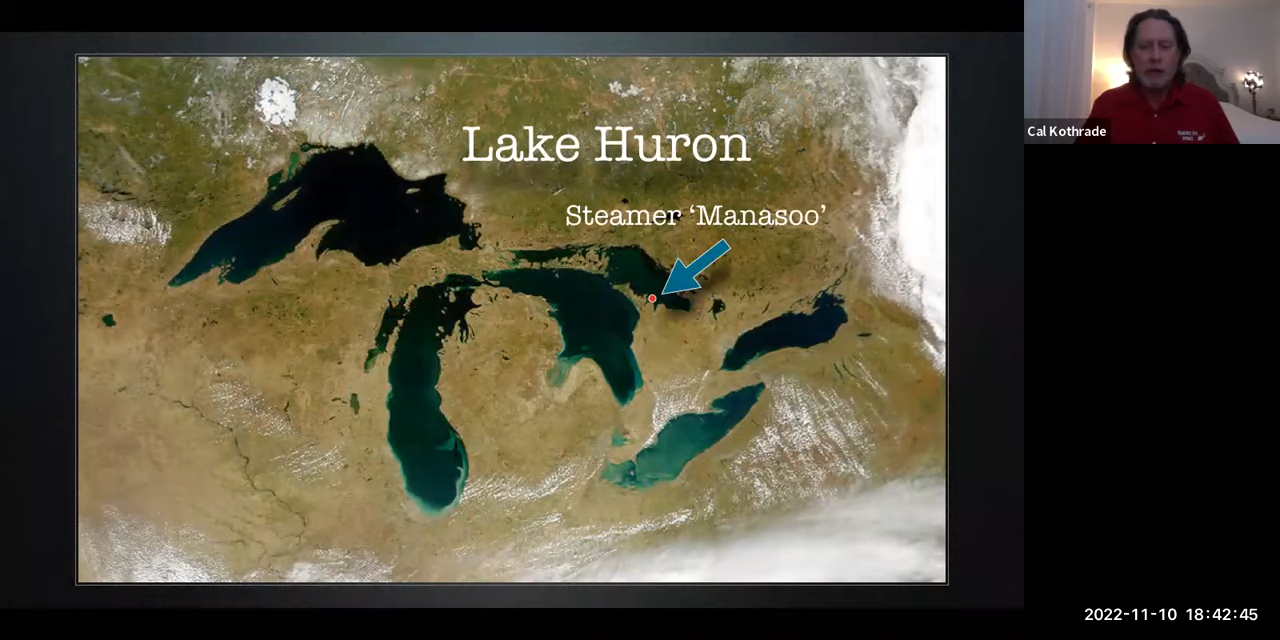 Lake Huron
Steamer ‘Manasoo’
Cal Kothrade
2022-11-10 18:42:45